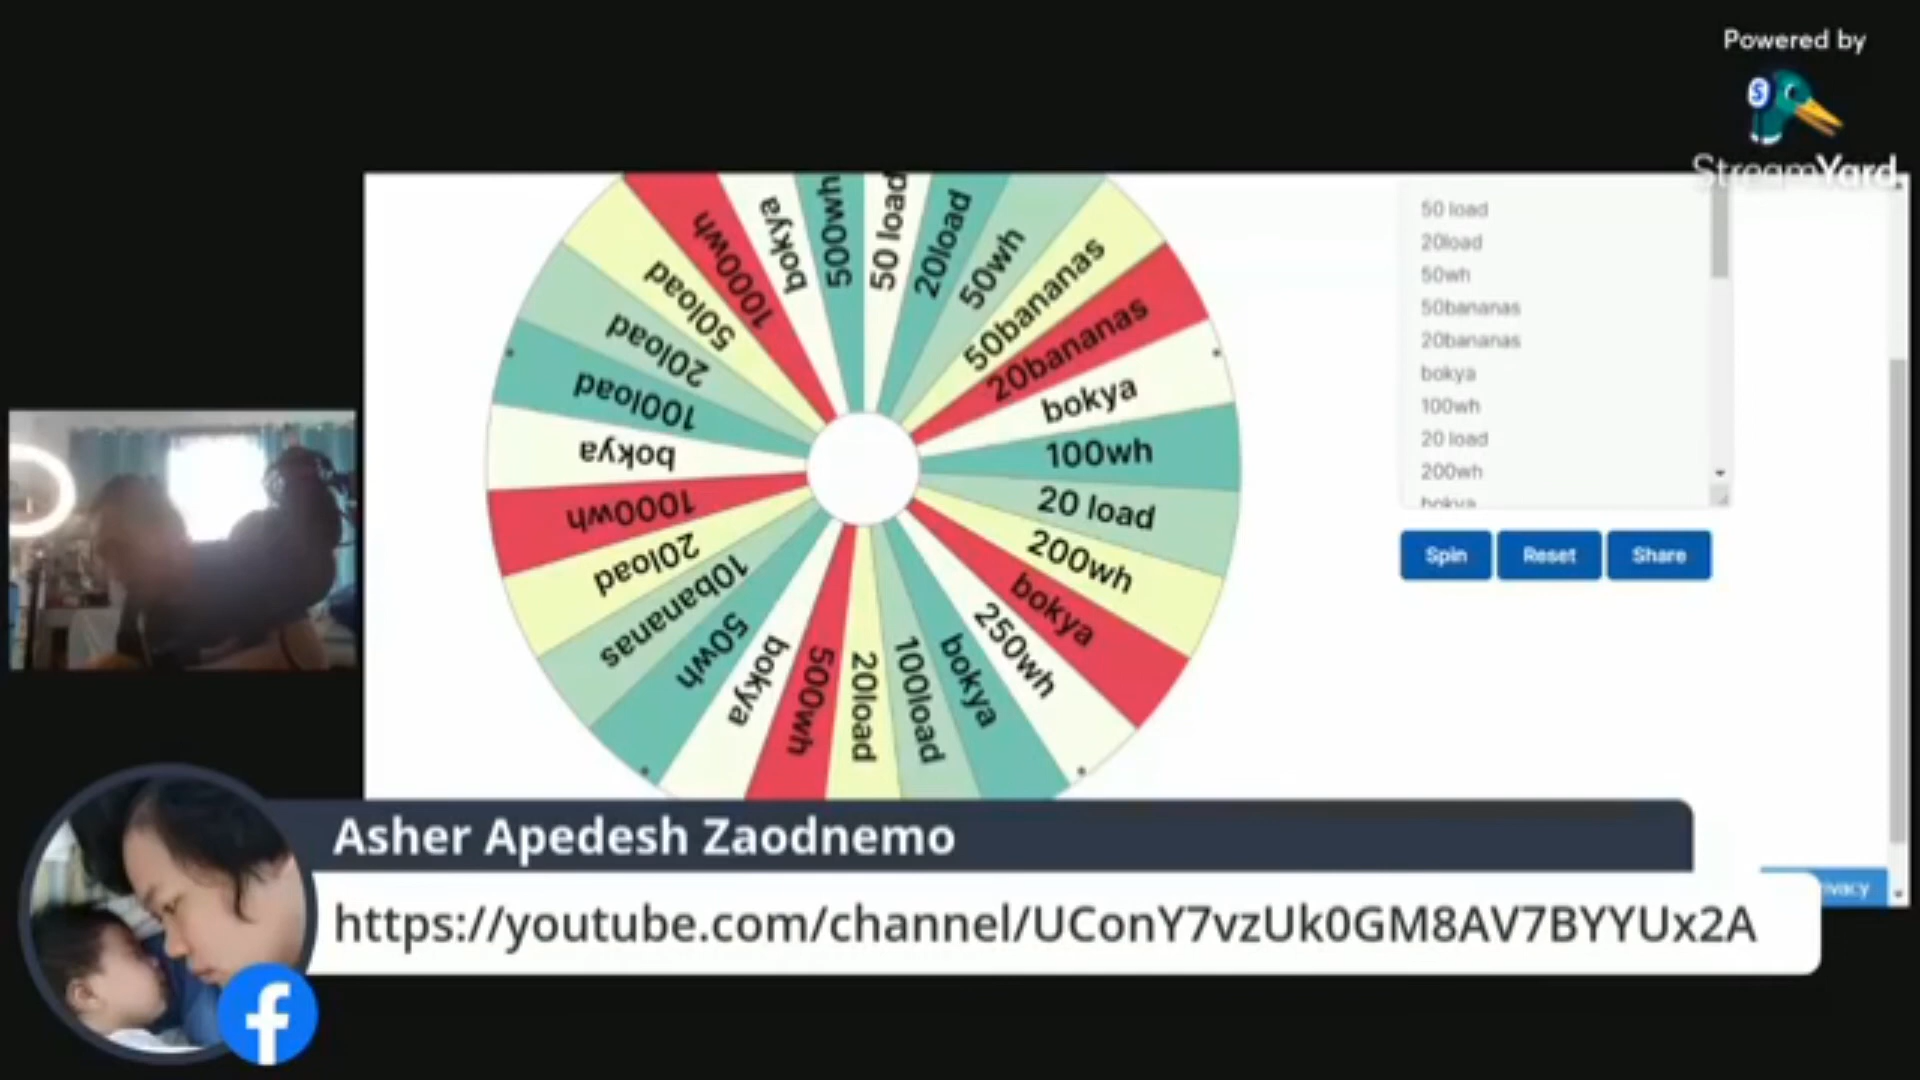 Powered by
StreamYard
50 load
20load
50wh
50bananas
20bananas
bokya
100wh
20 load
200wh
bokya
250wh
bokya
100load
20load
500wh
bokya
50wh
10bananas
20load
1000wh
bokya
100load
20load
50load
1000wh
bokya
500wh
50 load
20load
50wh
50bananas
20bananas
bokya
100wh
20 load
200wh
bokya
Spin
Reset
Share
Asher Apedesh Zaodnemo
https://youtube.com/channel/UConY7vzUk0GM8AV7BYYUx2A